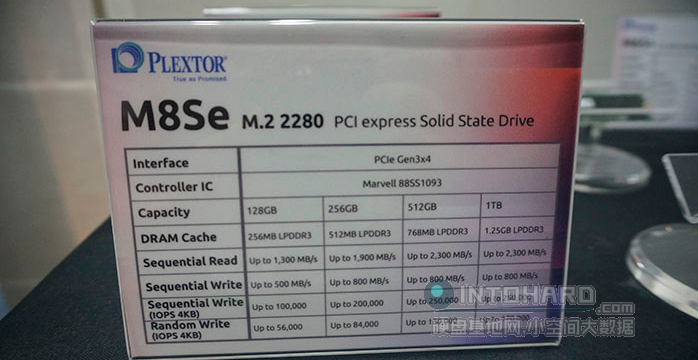 PLEXTOR
True as Promised.
M8Se M.2 2280 PCI express Solid State Drive
Interface PCIe Gen3x4
Controller IC Marvell 88SS1093
Capacity 128GB 256GB 512GB 1TB
DRAM Cache 256MB LPDDR3 512MB LPDDR3 768MB LPDDR3 1.25GB LPDDR3
Sequential Read Up to 1,300 MB/s Up to 1,900 MB/s Up to 2,300 MB/s Up to 2,300 MB/s
Sequential Write Up to 500 MB/s Up to 800 MB/s Up to 800 MB/s Up to 800 MB/s
Sequential Write (IOPS 4KB) Up to 100,000 Up to 200,000 Up to 250,000 Up to
Random Write (IOPS 4KB) Up to 56,000 Up to 84,000 Up to
INTOHARD.com
硬盘基地网,小空间大数据